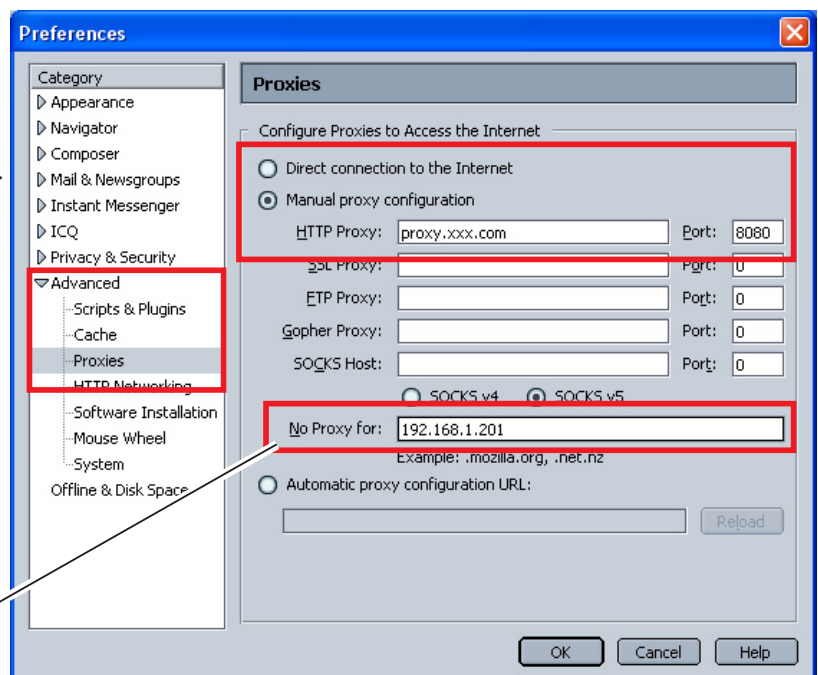 Preferences
Category
Appearance
Navigator
Composer
Mail & Newsgroups
Instant Messenger
ICQ
Privacy & Security
Advanced
Scripts & Plugins
Cache
Proxies
HTTP Networking
Software Installation
Mouse Wheel
System
Offline & Disk Space
Proxies
Configure Proxies to Access the Internet
Direct connection to the Internet
Manual proxy configuration
HTTP Proxy: proxy.xxx.com Port: 8080
SSL Proxy: Port: 0
FTP Proxy: Port: 0
Gopher Proxy: Port: 0
SOCKS Host: Port: 0
SOCKS v4 SOCKS v5
No Proxy for: 192.168.1.201
Example: .mozilla.org, .net.nz
Automatic proxy configuration URL:
Reload
OK Cancel Help